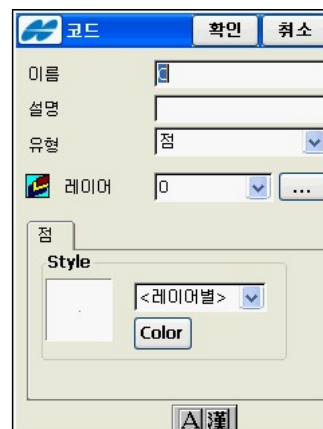 코드 확인 취소
이름
설명
유형 점
레이어 0 ...
점
Style
<레이어별>
Color
A 漢